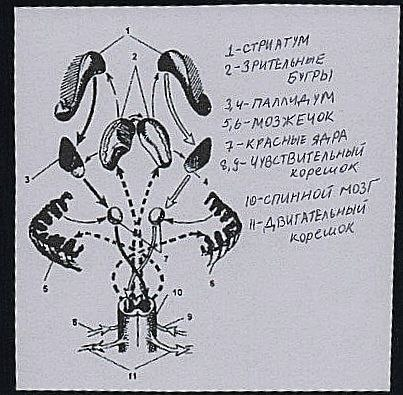 1
2
3
4
5
6
7
8
9
10
11
1-СТРИАТУМ
2-ЗРИТЕЛЬНЫЕ
БУГРЫ
3,4-ПАЛЛИДУМ
5,6-МОЗЖЕЧОК
7-КРАСНЫЕ ЯДРА
8,9-ЧУВСТВИТЕЛЬНЫЙ
КОРЕШОК
10-СПИННОЙ МОЗГ
11-ДВИГАТЕЛЬНЫЙ
КОРЕШОК